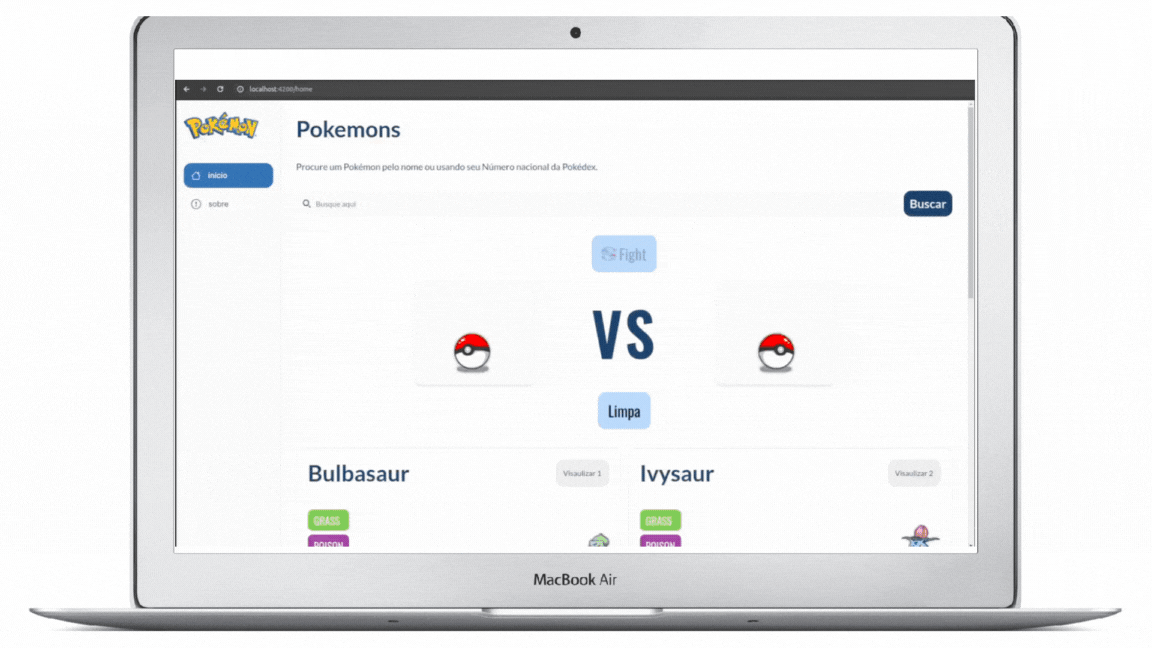 localhost:4200/home
POKéMON
Pokemons
Procure um Pokémon pelo nome ou usando seu Número nacional da Pokédex.
início
sobre
Busque aqui
Buscar
Fight
VS
Limpa
Bulbasaur
Visualizar 1
Ivysaur
Visualizar 2
GRASS
POISON
GRASS
POISON
MacBook Air